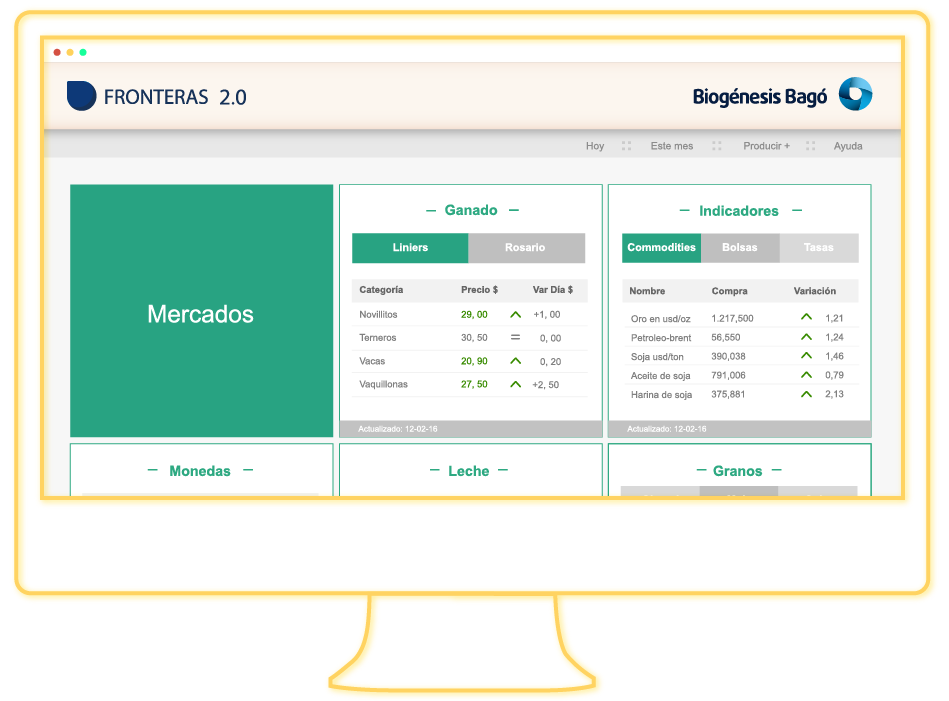 FRONTERAS 2.0
Biogénesis Bagó
Hoy Este mes Producir + Ayuda
Mercados
– Ganado –
Liniers Rosario
Categoría Precio $ Var Día $
Novillitos 29, 00 +1, 00
Terneros 30, 50 = 0, 00
Vacas 20, 90 0, 20
Vaquillonas 27, 50 +2, 50
Actualizado: 12-02-16
– Indicadores –
Commodities Bolsas Tasas
Nombre Compra Variación
Oro en usd/oz 1.217,500 1,21
Petroleo-brent 56,550 1,24
Soja usd/ton 390,038 1,46
Aceite de soja 791,006 0,79
Harina de soja 375,881 2,13
Actualizado: 12-02-16
– Monedas –
– Leche –
– Granos –